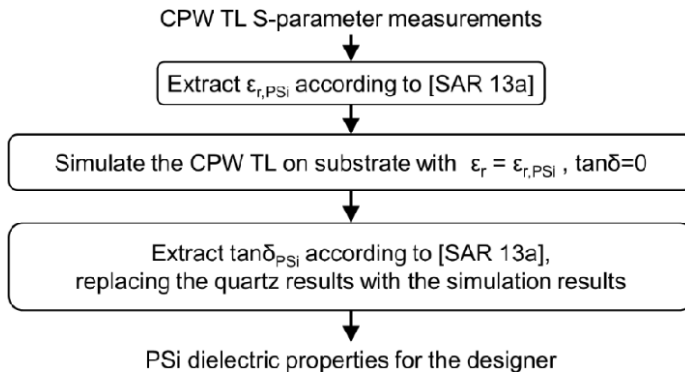 CPW TL S-parameter measurements
Extract εr,PSi according to [SAR 13a]
Simulate the CPW TL on substrate with εr = εr,PSi , tanδ=0
Extract tanδPSi according to [SAR 13a],
replacing the quartz results with the simulation results
PSi dielectric properties for the designer